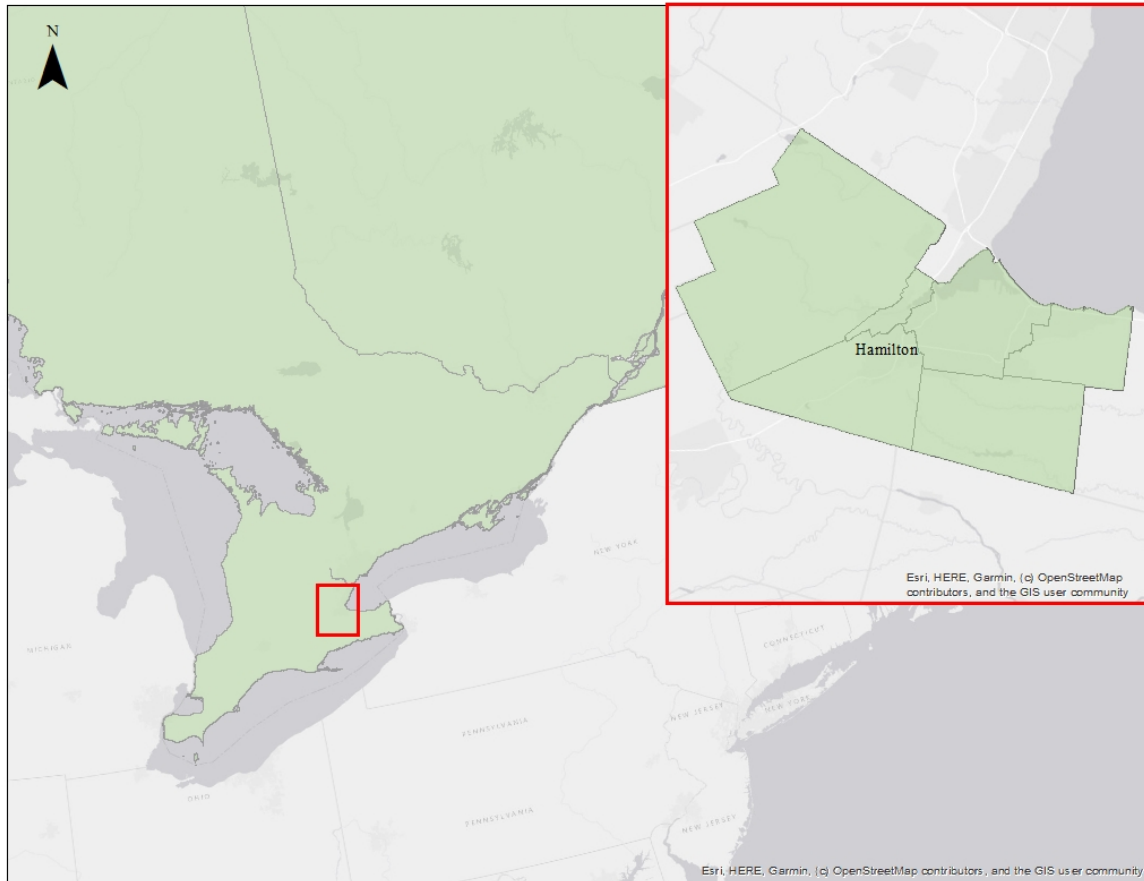 N
Hamilton
Esri, HERE, Garmin, (c) OpenStreetMap
contributors, and the GIS user community
NEW YORK
MICHIGAN
CONNECTICUT
NEW YORK
NEW JERSEY
PENNSYLVANIA
OHIO
PENNSYLVANIA
NEW JERSEY
Esri, HERE, Garmin, (c) OpenStreetMap contributors, and the GIS user community